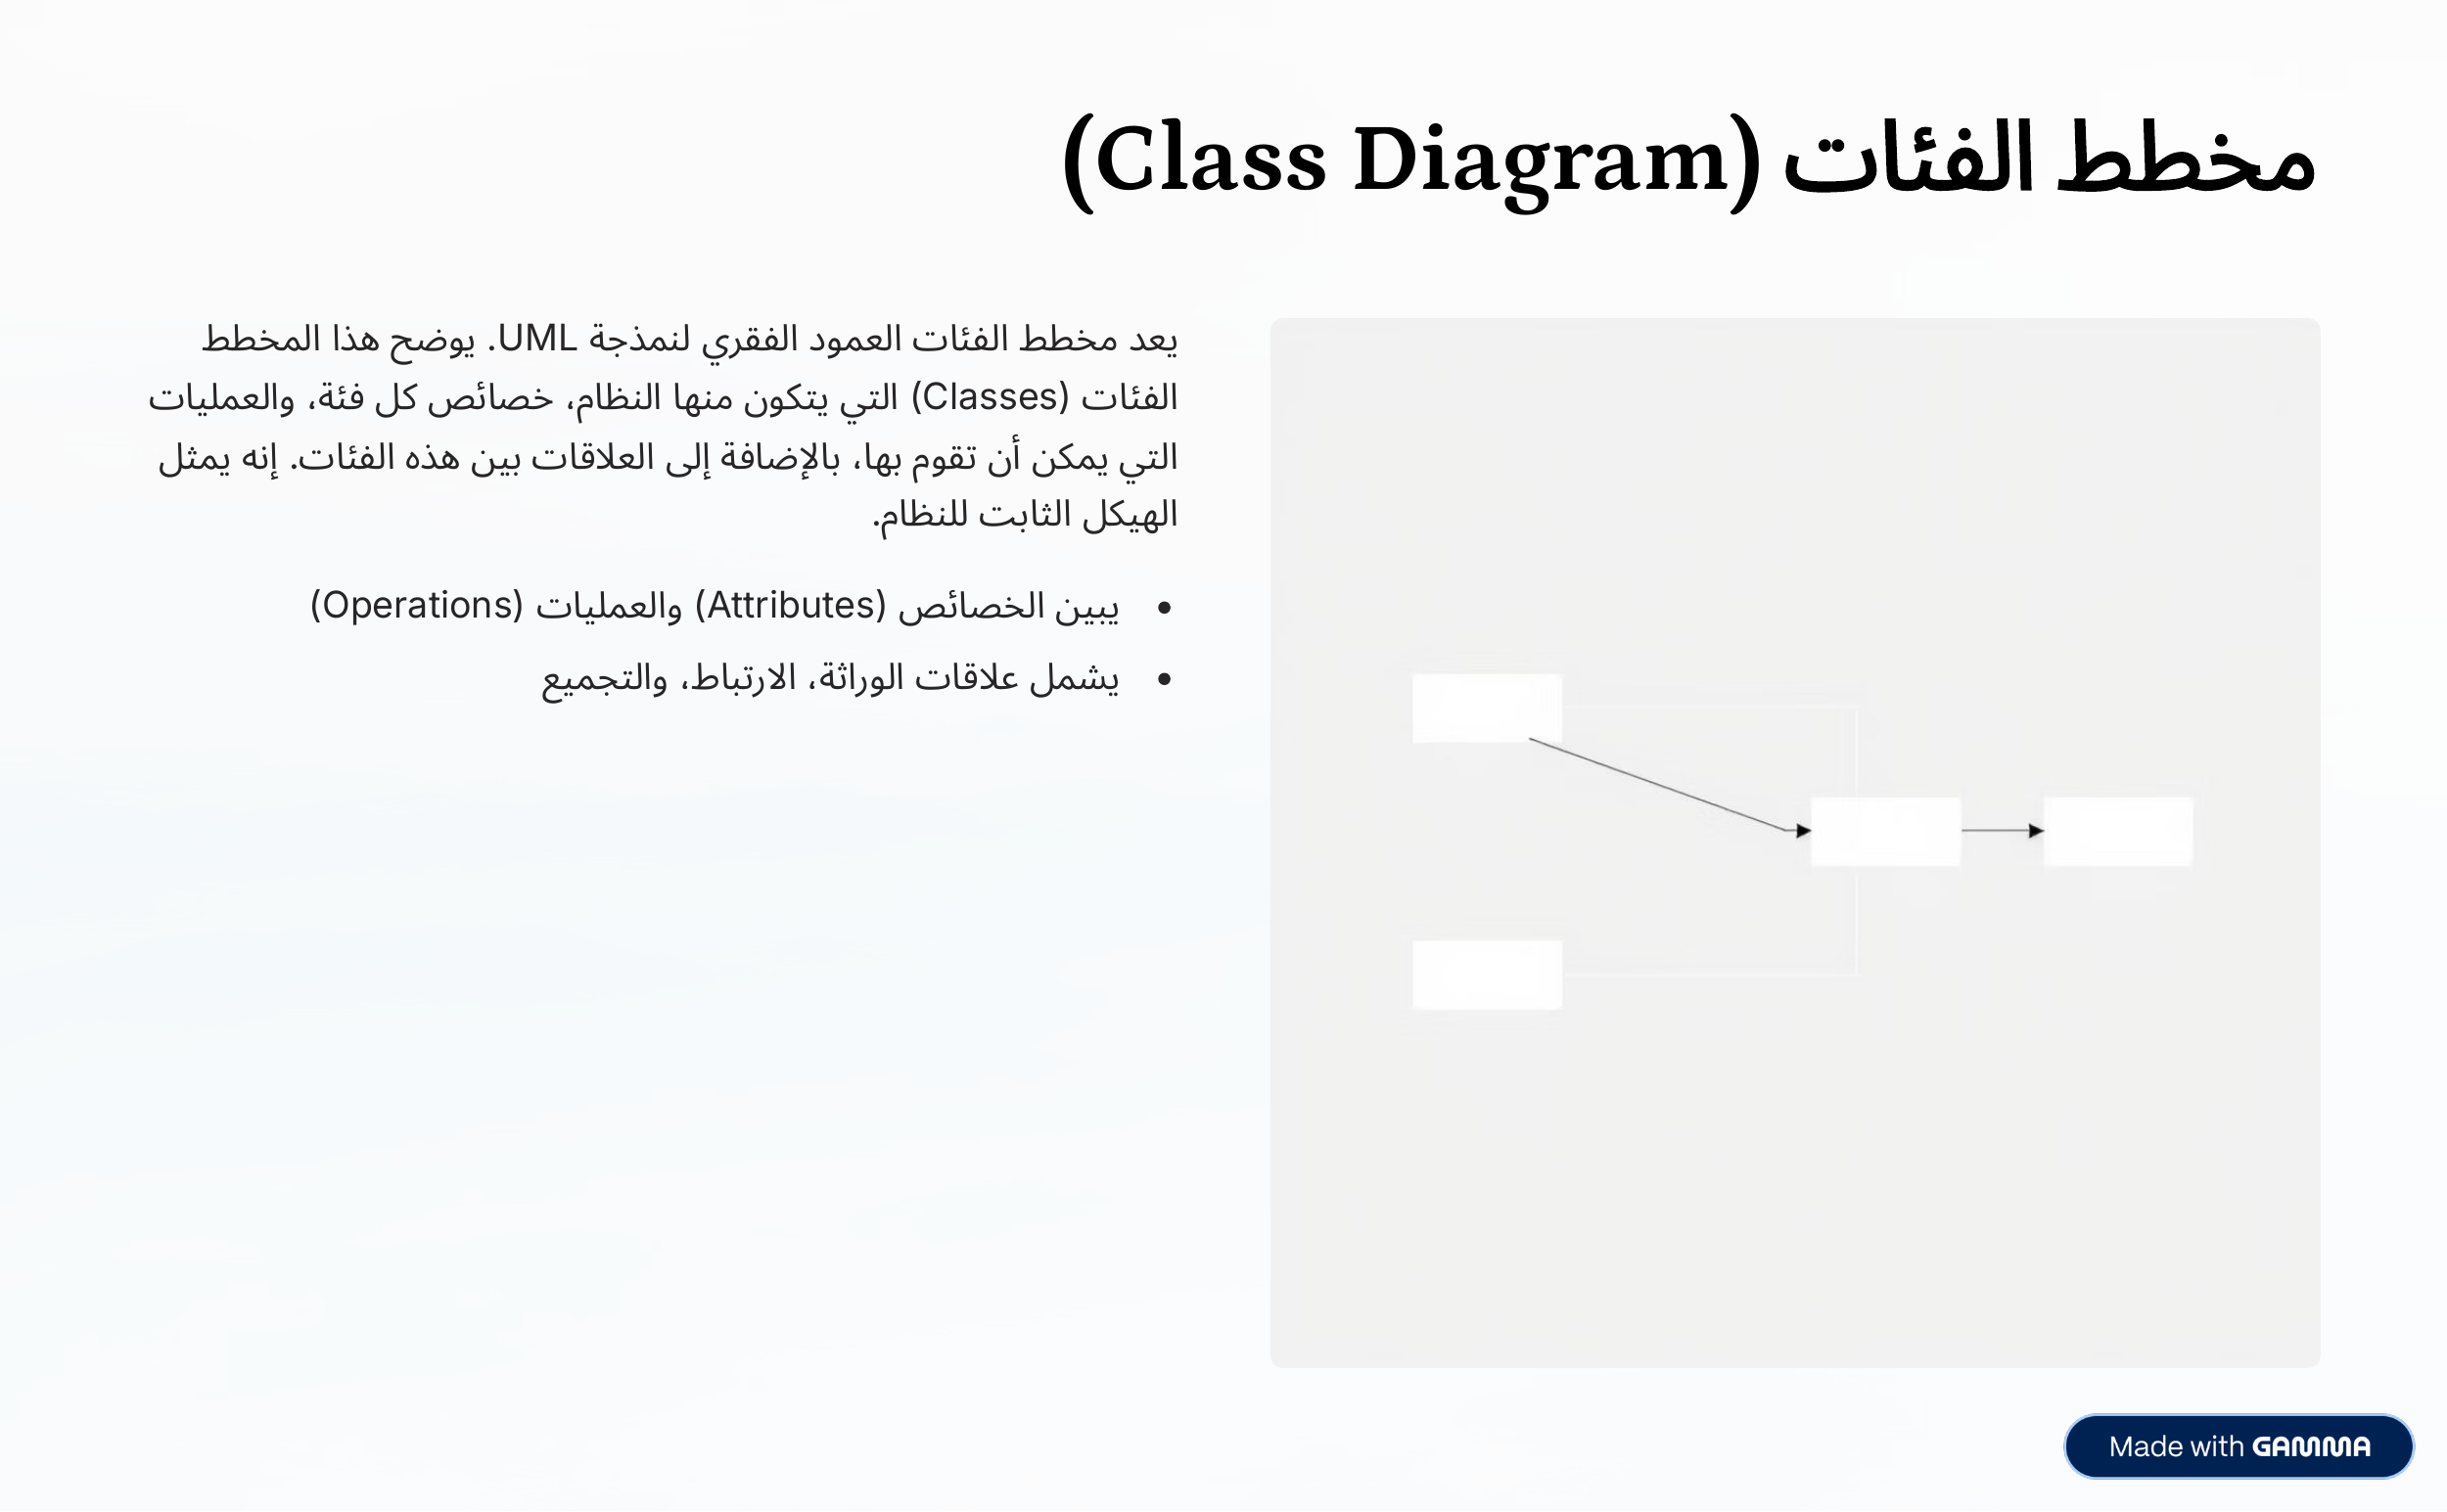 مخطط الفئات (Class Diagram)
يعد مخطط الفئات العمود الفقري لنمذجة UML. يوضح هذا المخطط
الفئات (Classes) التي يتكون منها النظام، خصائص كل فئة، والعمليات
التي يمكن أن تقوم بها، بالإضافة إلى العلاقات بين هذه الفئات. إنه يمثل
الهيكل الثابت للنظام.
• يبين الخصائص (Attributes) والعمليات (Operations)
• يشمل علاقات الوراثة، الارتباط، والتجميع
Made with GAMMA